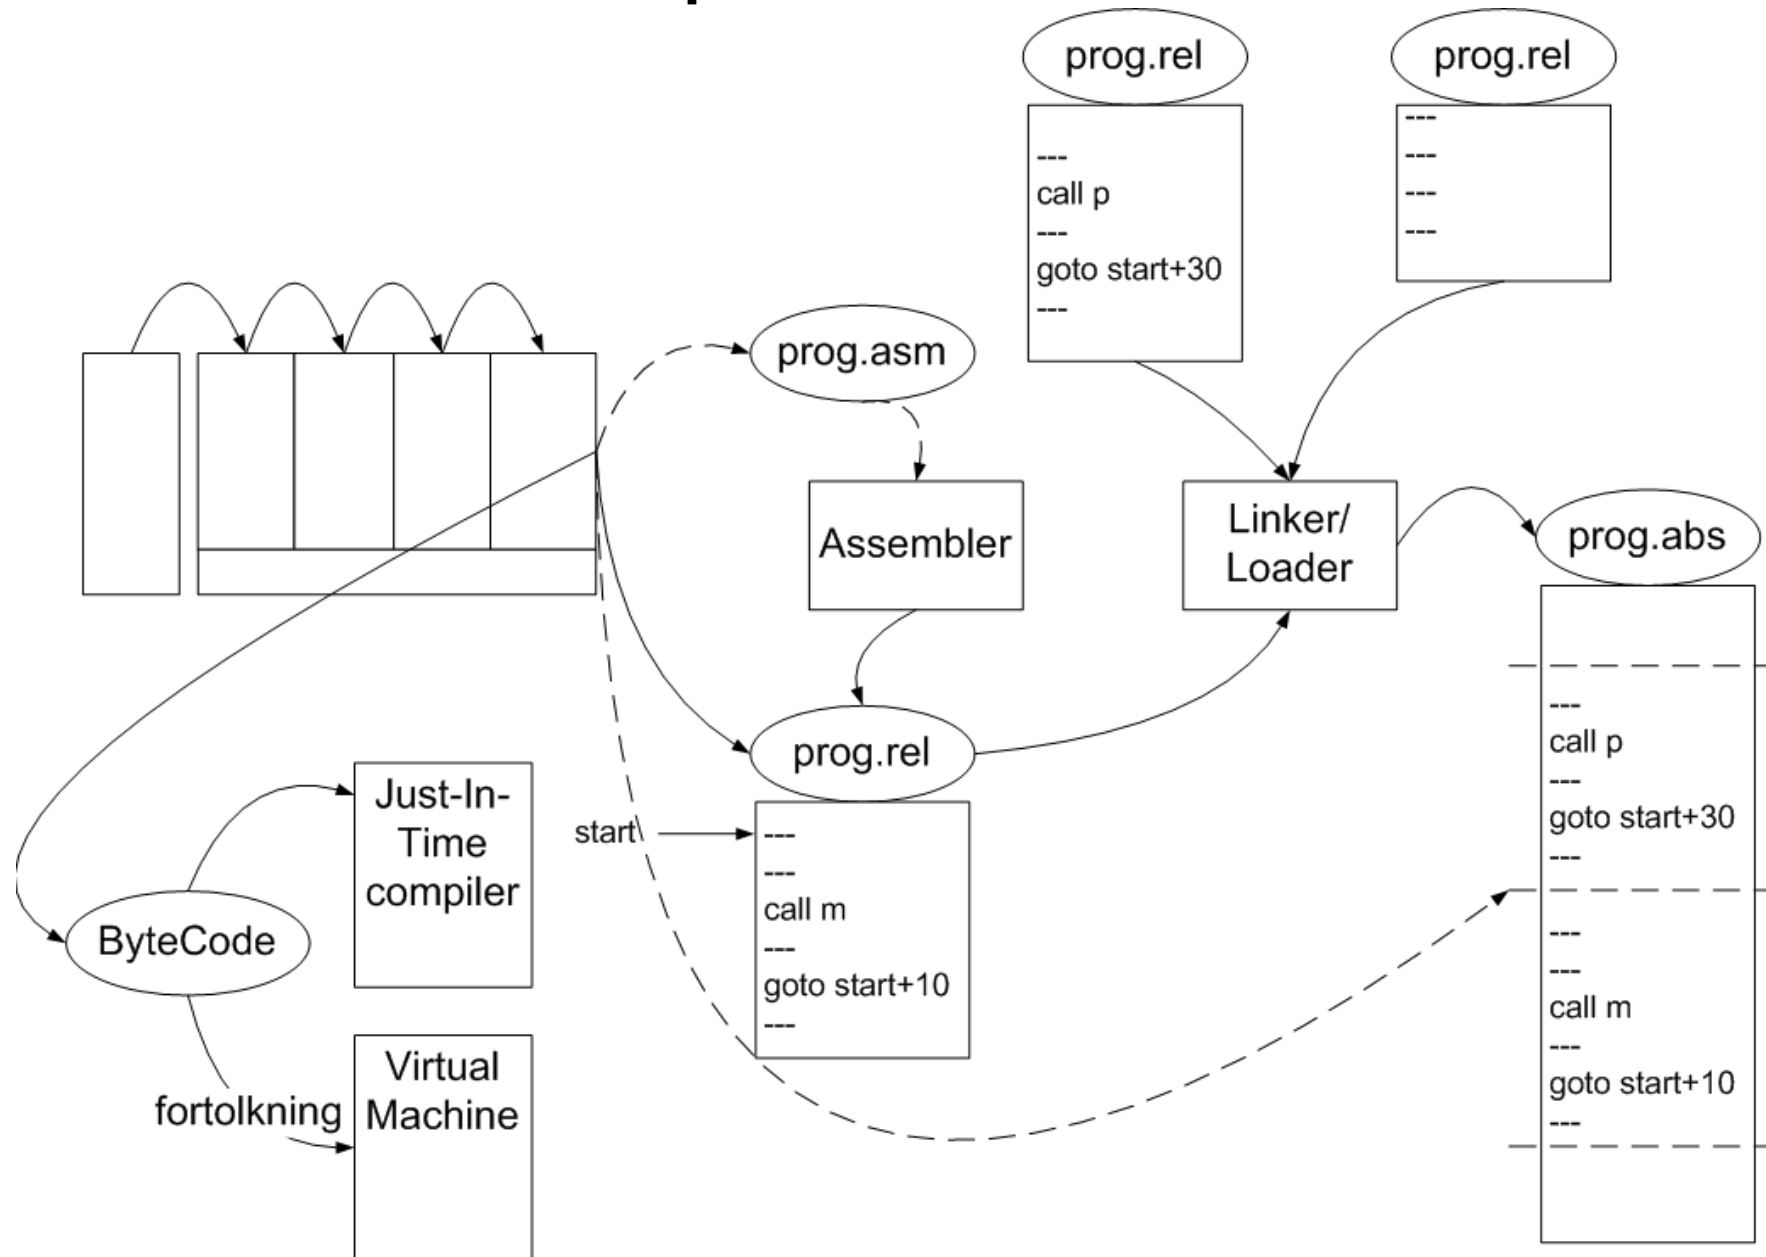 prog.rel
---
call p
---
goto start+30
---
prog.rel
---
---
---
---
prog.asm
Assembler
Linker/
Loader
prog.abs
---
call p
---
goto start+30
---
---
---
call m
---
goto start+10
---
prog.rel
start
---
---
call m
---
goto start+10
---
Just-In-
Time
compiler
ByteCode
fortolkning
Virtual
Machine